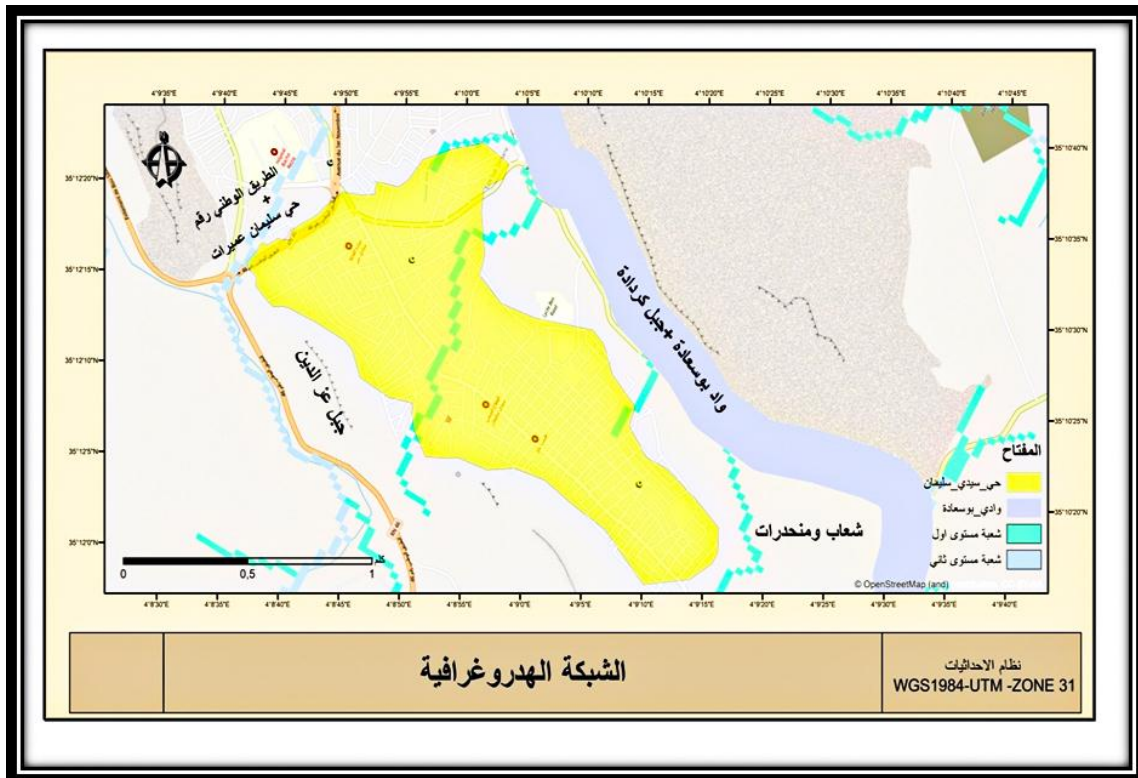 4°9'35"E 4°9'40"E 4°9'45"E 4°9'50"E 4°9'55"E 4°10'0"E 4°10'5"E 4°10'10"E 4°10'15"E 4°10'20"E 4°10'25"E 4°10'30"E 4°10'35"E 4°10'40"E 4°10'45"E
35°12'20"N
35°12'15"N
35°12'10"N
35°12'5"N
35°12'0"N
35°10'40"N
35°10'35"N
35°10'30"N
35°10'25"N
35°10'20"N
الطريق الوطني رقم
+
حي سليمان عميرات
Avenue du 1er Novembre
جبل عز الدين
واد بوسعادة +جبل كردادة
شعاب ومنحدرات
المفتاح
حي_سيدي_سليمان
وادي_بوسعادة
شعبة مستوى اول
شعبة مستوى ثاني
© OpenStreetMap (and)
كلم
0 0,5 1
4°8'30"E 4°8'35"E 4°8'40"E 4°8'45"E 4°8'50"E 4°8'55"E 4°9'0"E 4°9'5"E 4°9'10"E 4°9'15"E 4°9'20"E 4°9'25"E 4°9'30"E 4°9'35"E 4°9'40"E
الشبكة الهدروغرافية
نظام الاحداثيات
WGS1984-UTM -ZONE 31